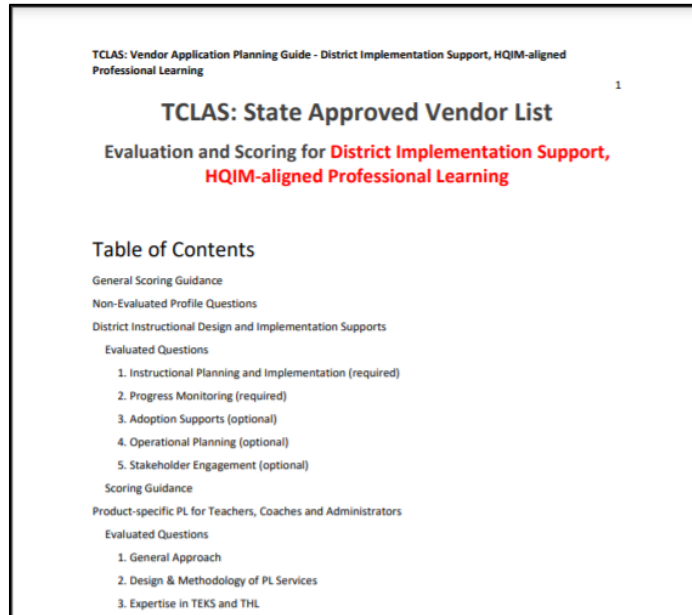 TCLAS: Vendor Application Planning Guide - District Implementation Support, HQIM-aligned
Professional Learning
1
TCLAS: State Approved Vendor List
Evaluation and Scoring for District Implementation Support,
HQIM-aligned Professional Learning
Table of Contents
General Scoring Guidance
Non-Evaluated Profile Questions
District Instructional Design and Implementation Supports
Evaluated Questions
1. Instructional Planning and Implementation (required)
2. Progress Monitoring (required)
3. Adoption Supports (optional)
4. Operational Planning (optional)
5. Stakeholder Engagement (optional)
Scoring Guidance
Product-specific PL for Teachers, Coaches and Administrators
Evaluated Questions
1. General Approach
2. Design & Methodology of PL Services
3. Expertise in TEKS and THL